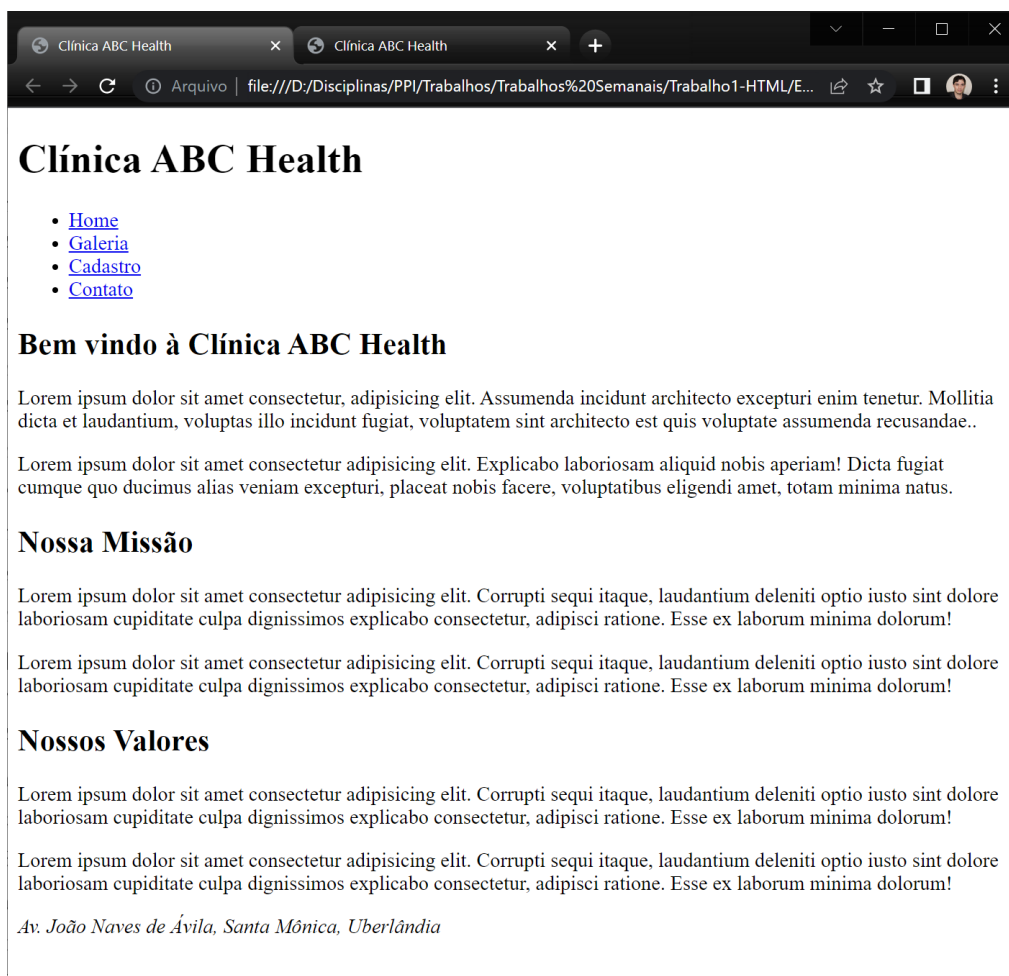 Clínica ABC Health
Clínica ABC Health
Arquivo
file:///D:/Disciplinas/PPI/Trabalhos/Trabalhos%20Semanais/Trabalho1-HTML/E...
Clínica ABC Health
Home
Galeria
Cadastro
Contato
Bem vindo à Clínica ABC Health
Lorem ipsum dolor sit amet consectetur, adipisicing elit. Assumenda incidunt architecto excepturi enim tenetur. Mollitia
dicta et laudantium, voluptas illo incidunt fugiat, voluptatem sint architecto est quis voluptate assumenda recusandae..
Lorem ipsum dolor sit amet consectetur adipisicing elit. Explicabo laboriosam aliquid nobis aperiam! Dicta fugiat
cumque quo ducimus alias veniam excepturi, placeat nobis facere, voluptatibus eligendi amet, totam minima natus.
Nossa Missão
Lorem ipsum dolor sit amet consectetur adipisicing elit. Corrupti sequi itaque, laudantium deleniti optio iusto sint dolore
laboriosam cupiditate culpa dignissimos explicabo consectetur, adipisci ratione. Esse ex laborum minima dolorum!
Lorem ipsum dolor sit amet consectetur adipisicing elit. Corrupti sequi itaque, laudantium deleniti optio iusto sint dolore
laboriosam cupiditate culpa dignissimos explicabo consectetur, adipisci ratione. Esse ex laborum minima dolorum!
Nossos Valores
Lorem ipsum dolor sit amet consectetur adipisicing elit. Corrupti sequi itaque, laudantium deleniti optio iusto sint dolore
laboriosam cupiditate culpa dignissimos explicabo consectetur, adipisci ratione. Esse ex laborum minima dolorum!
Lorem ipsum dolor sit amet consectetur adipisicing elit. Corrupti sequi itaque, laudantium deleniti optio iusto sint dolore
laboriosam cupiditate culpa dignissimos explicabo consectetur, adipisci ratione. Esse ex laborum minima dolorum!
Av. João Naves de Ávila, Santa Mônica, Uberlândia